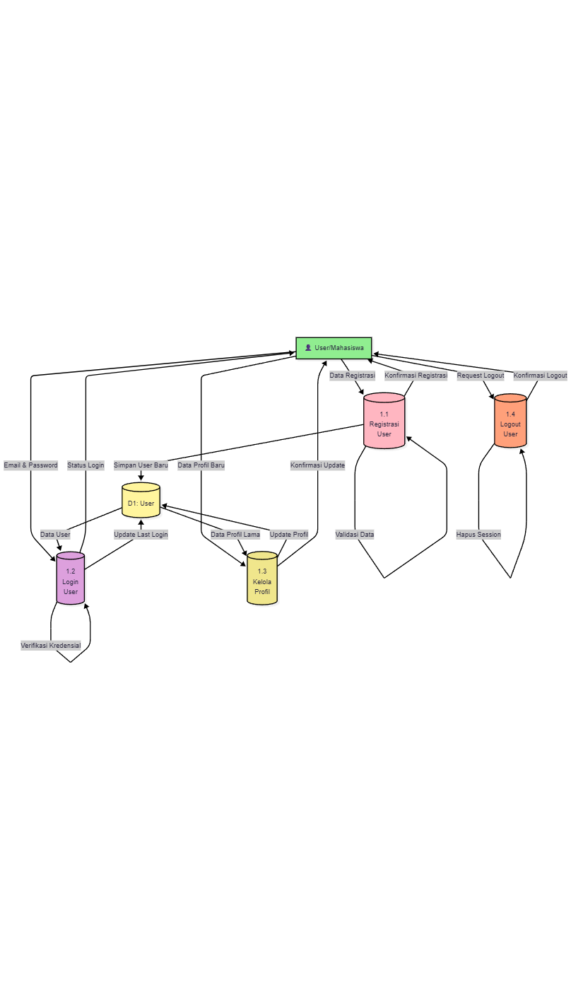 User/Mahasiswa
Data Registrasi
Konfirmasi Registrasi
Request Logout
Konfirmasi Logout
1.1
Registrasi
User
1.4
Logout
User
Email & Password
Status Login
Simpan User Baru
Data Profil Baru
Konfirmasi Update
D1: User
Data User
Update Last Login
Data Profil Lama
Update Profil
Validasi Data
Hapus Session
1.2
Login
User
1.3
Kelola
Profil
Verifikasi Kredensial